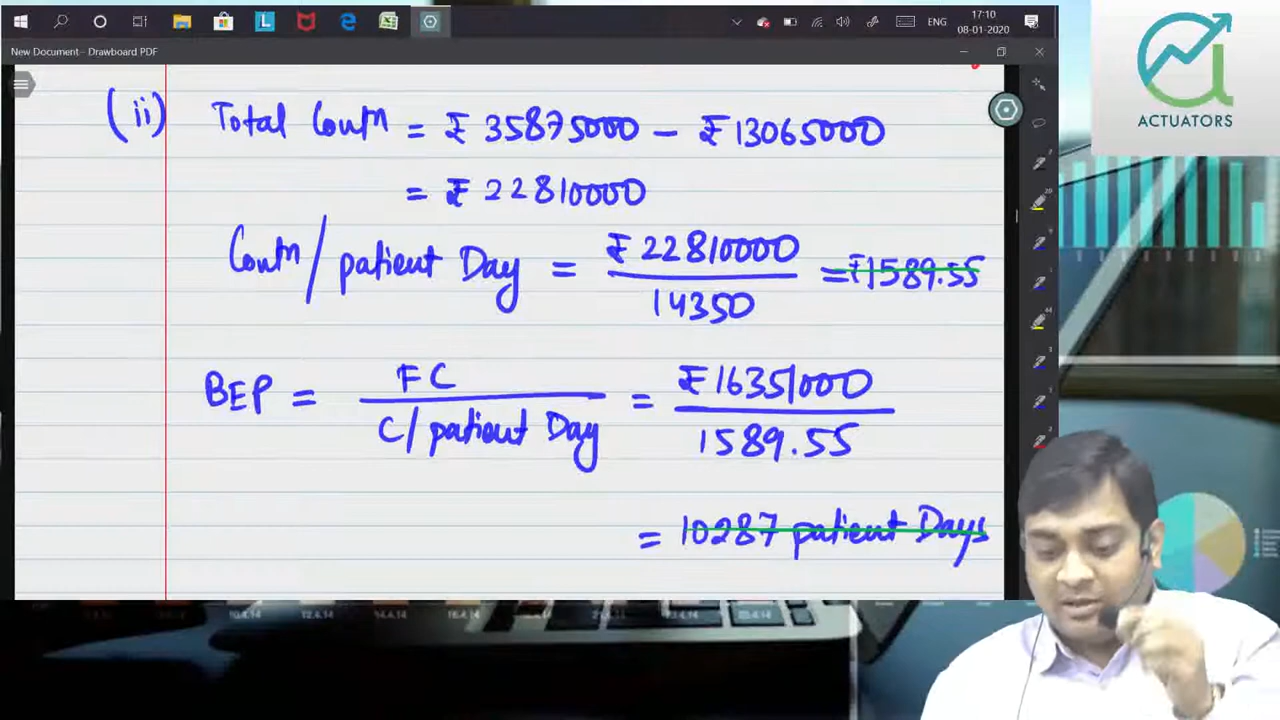 17:10
ENG
08-01-2020
New Document - Drawboard PDF
ACTUATORS
(ii) Total Contn = ₹ 35875000 - ₹ 13065000
= ₹ 22810000
Contn / patient Day = ₹ 22810000 / 14350 = ₹1589.55
BEP = FC / C/patient Day = ₹ 16351000 / 1589.55
= 10287 patient Days